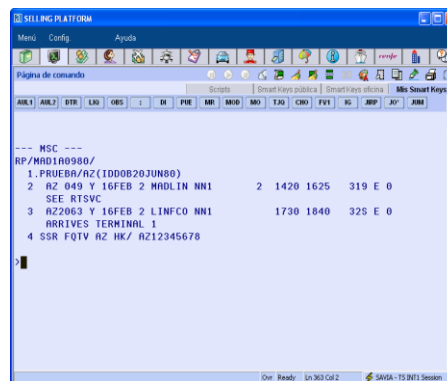 SELLING PLATFORM
Menú Config. Ayuda
renfe
Página de comando
Scripts Smart Keys pública Smart Keys oficina Mis Smart Keys
AUL1 AUL2 DTR LIQ OBS : DI PUE MR MOD MO TJQ CHO FV1 IG JRP JO* JUM
--- MSC ---
RP/MAD1A0980/
1.PRUEBA/AZ(IDDOB20JUN80)
2 AZ 049 Y 16FEB 2 MADLIN NN1 2 1420 1625 319 E 0
SEE RTSVC
3 AZ2063 Y 16FEB 2 LINFCO NN1 1730 1840 32S E 0
ARRIVES TERMINAL 1
4 SSR FQTV AZ HK/ AZ12345678
>
Ovr Ready Ln 363 Col 2 SAVIA - TS INT1 Session